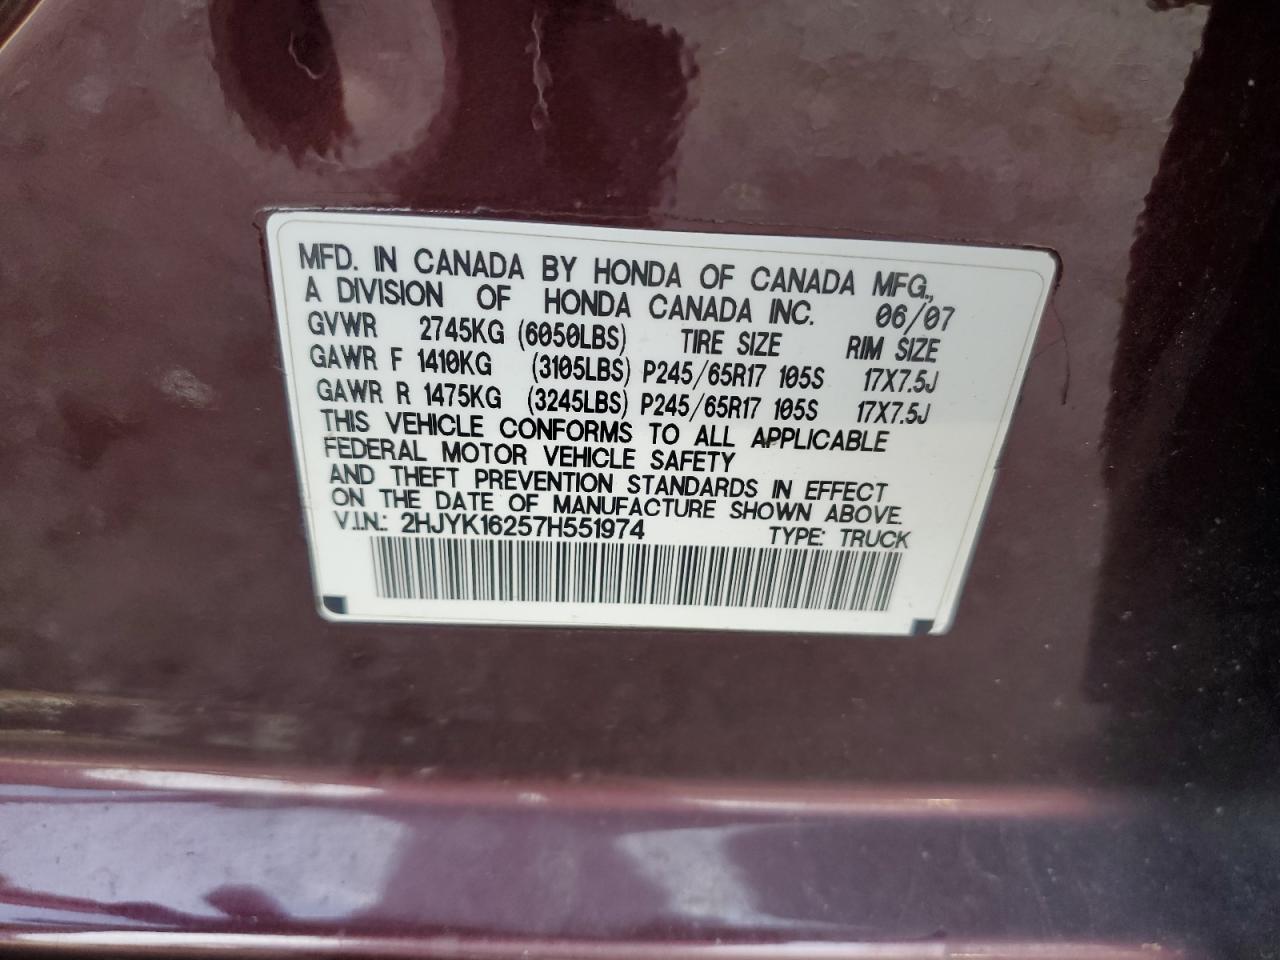 MFD. IN CANADA BY HONDA OF CANADA MFG.,
A DIVISION OF HONDA CANADA INC. 06/07
GVWR 2745KG (6050LBS) TIRE SIZE RIM SIZE
GAWR F 1410KG (3105LBS) P245/65R17 105S 17X7.5J
GAWR R 1475KG (3245LBS) P245/65R17 105S 17X7.5J
THIS VEHICLE CONFORMS TO ALL APPLICABLE
FEDERAL MOTOR VEHICLE SAFETY
AND THEFT PREVENTION STANDARDS IN EFFECT
ON THE DATE OF MANUFACTURE SHOWN ABOVE.
V.I.N.: 2HJYK16257H551974 TYPE: TRUCK